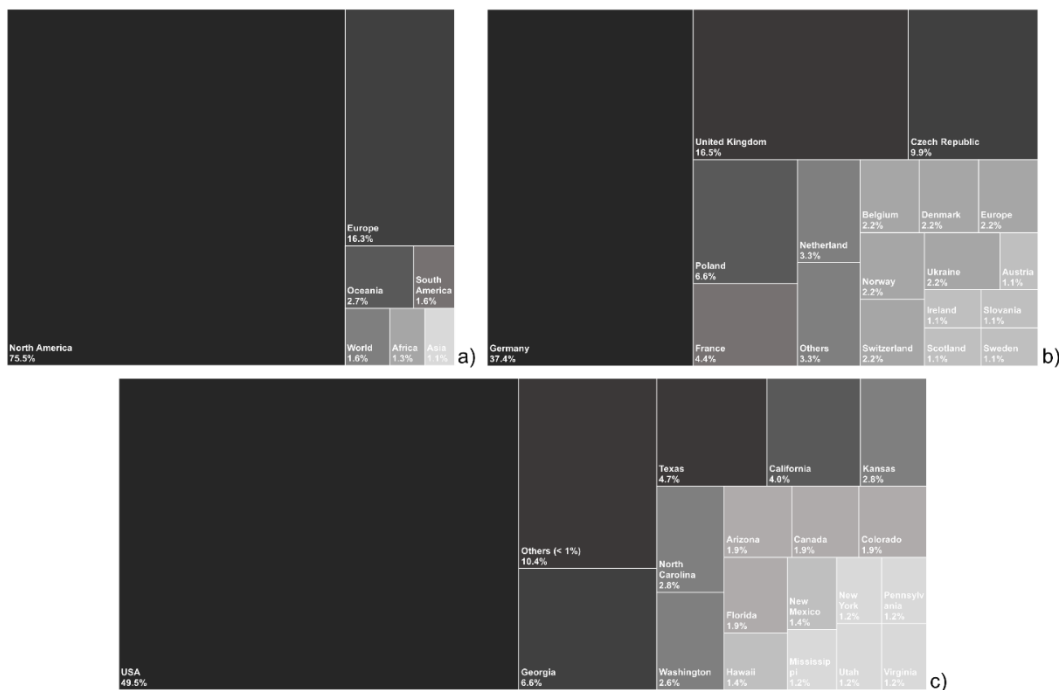 Europe
16.3%
Oceania
2.7%
South
America
1.6%
North America
75.5%
World
1.6%
Africa
1.3%
Asia
1.1%
a)
United Kingdom
16.5%
Czech Republic
9.9%
Belgium
2.2%
Denmark
2.2%
Europe
2.2%
Netherland
3.3%
Poland
6.6%
Norway
2.2%
Ukraine
2.2%
Austria
1.1%
Ireland
1.1%
Slovania
1.1%
Germany
37.4%
France
4.4%
Others
3.3%
Switzerland
2.2%
Scotland
1.1%
Sweden
1.1%
b)
Texas
4.7%
California
4.0%
Kansas
2.8%
Others (< 1%)
10.4%
Arizona
1.9%
Canada
1.9%
Colorado
1.9%
North
Carolina
2.8%
Florida
1.9%
New
Mexico
1.4%
New
York
1.2%
Pennsylv
ania
1.2%
USA
49.5%
Georgia
6.6%
Washington
2.6%
Hawaii
1.4%
Mississip
pi
1.2%
Utah
1.2%
Virginia
1.2%
c)